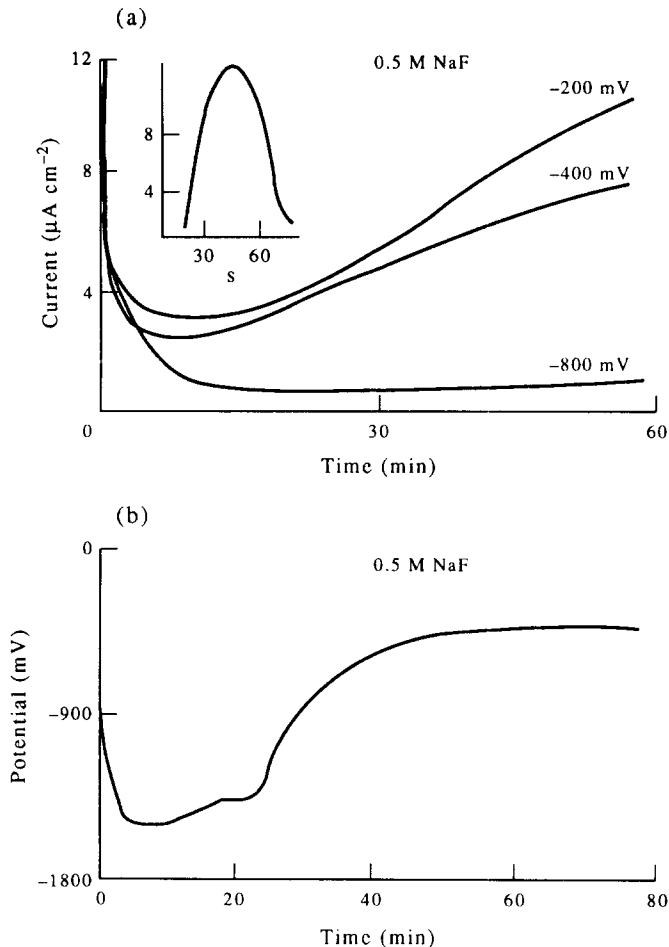 (a)
12
0.5 M NaF
-200 mV
-400 mV
8
8
4
Current (µA cm⁻²)
30
60
S
4
-800 mV
0
30
60
Time (min)
(b)
0
0.5 M NaF
Potential (mV)
-900
-1800
0
20
40
60
80
Time (min)